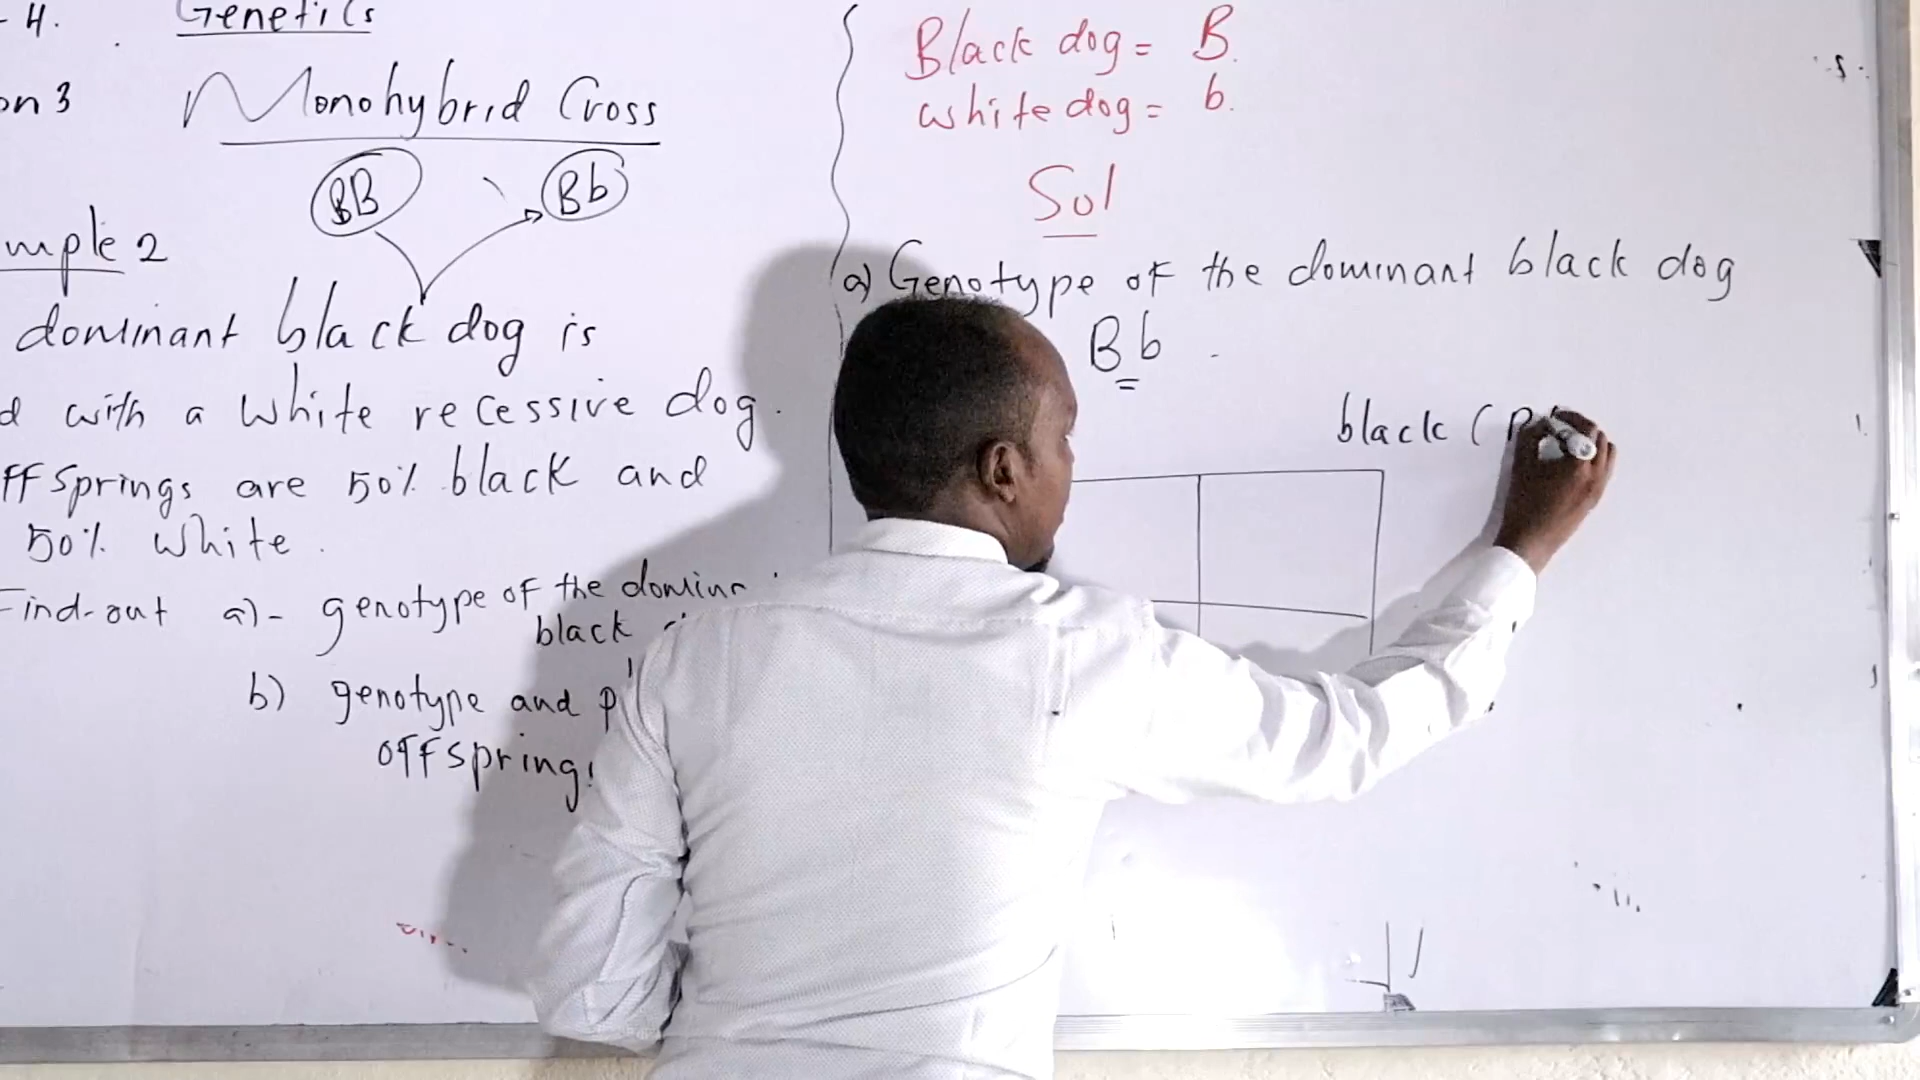 4. Genetics
on 3 Monohybrid Cross
BB Bb
mple 2
dominant black dog is
d with a white recessive dog.
ffsprings are 50% black and
50% white.
Find-out a)- genotype of the domin
black
b) genotype and p
offspring
Black dog = B.
white dog = b.
Sol
a) Genotype of the dominant black dog
Bb
black (